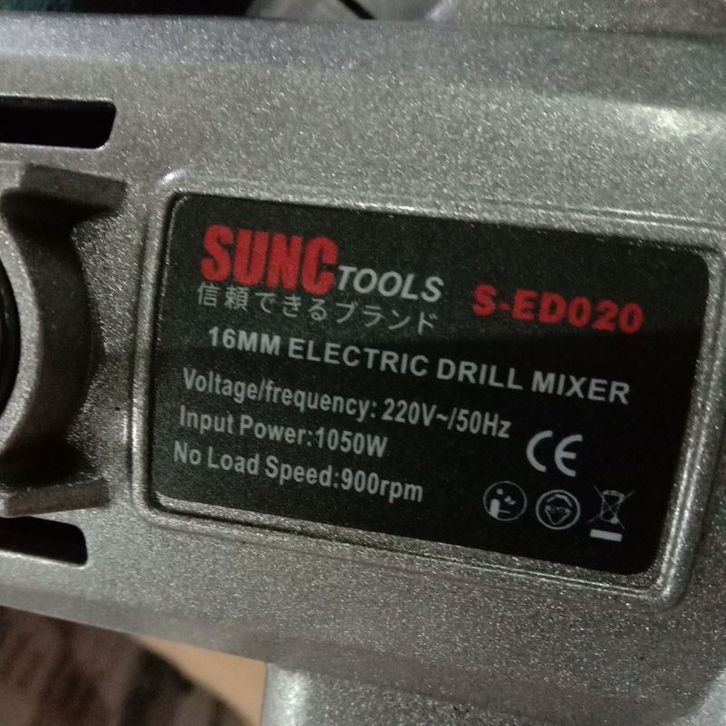 SUNC TOOLS S-ED020
信頼できるブランド
16MM ELECTRIC DRILL MIXER
Voltage/frequency: 220V~/50Hz
Input Power:1050W
No Load Speed:900rpm
CE